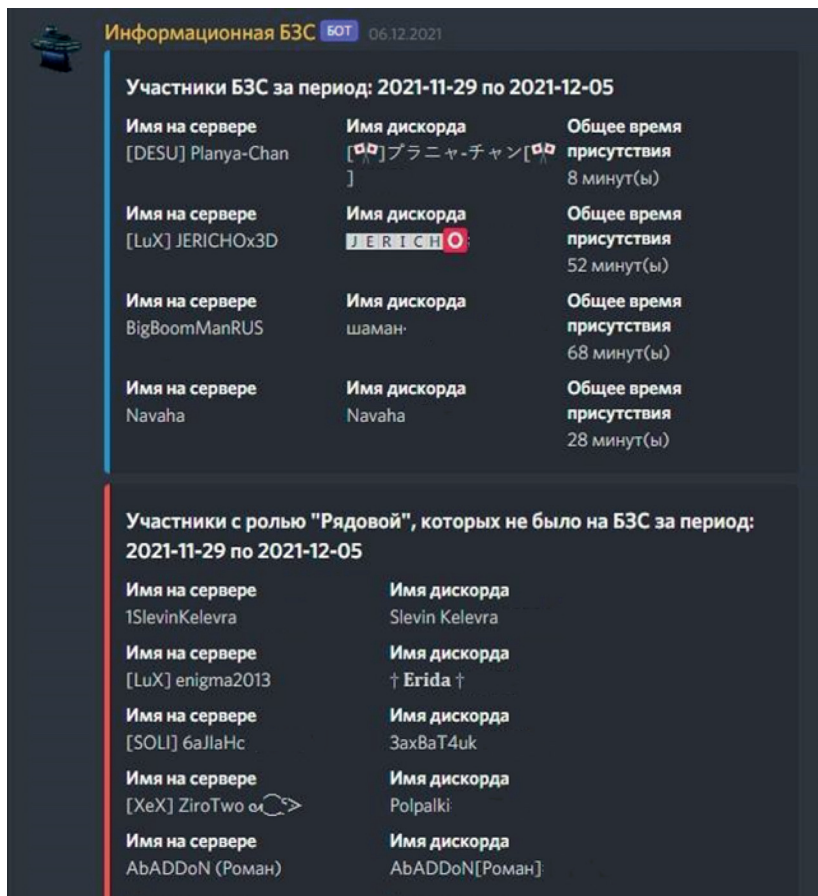 Информационная БЗС БОТ 06.12.2021
Участники БЗС за период: 2021-11-29 по 2021-12-05
Имя на сервере Имя дискорда Общее время
[DESU] Planya-Chan [🎌]プラニャ-チャン[🎌 присутствия
] 8 минут(ы)
Имя на сервере Имя дискорда Общее время
[LuX] JERICHOx3D JERICH🅾 присутствия
52 минут(ы)
Имя на сервере Имя дискорда Общее время
BigBoomManRUS шаман присутствия
68 минут(ы)
Имя на сервере Имя дискорда Общее время
Navaha Navaha присутствия
28 минут(ы)
Участники с ролью "Рядовой", которых не было на БЗС за период:
2021-11-29 по 2021-12-05
Имя на сервере Имя дискорда
1SlevinKelevra Slevin Kelevra
Имя на сервере Имя дискорда
[LuX] enigma2013 † Erida †
Имя на сервере Имя дискорда
[SOLI] 6aJlaHc 3axBaT4uk
Имя на сервере Имя дискорда
[XeX] ZiroTwo Polpalki
Имя на сервере Имя дискорда
AbADDoN (Роман) AbADDoN[Роман]